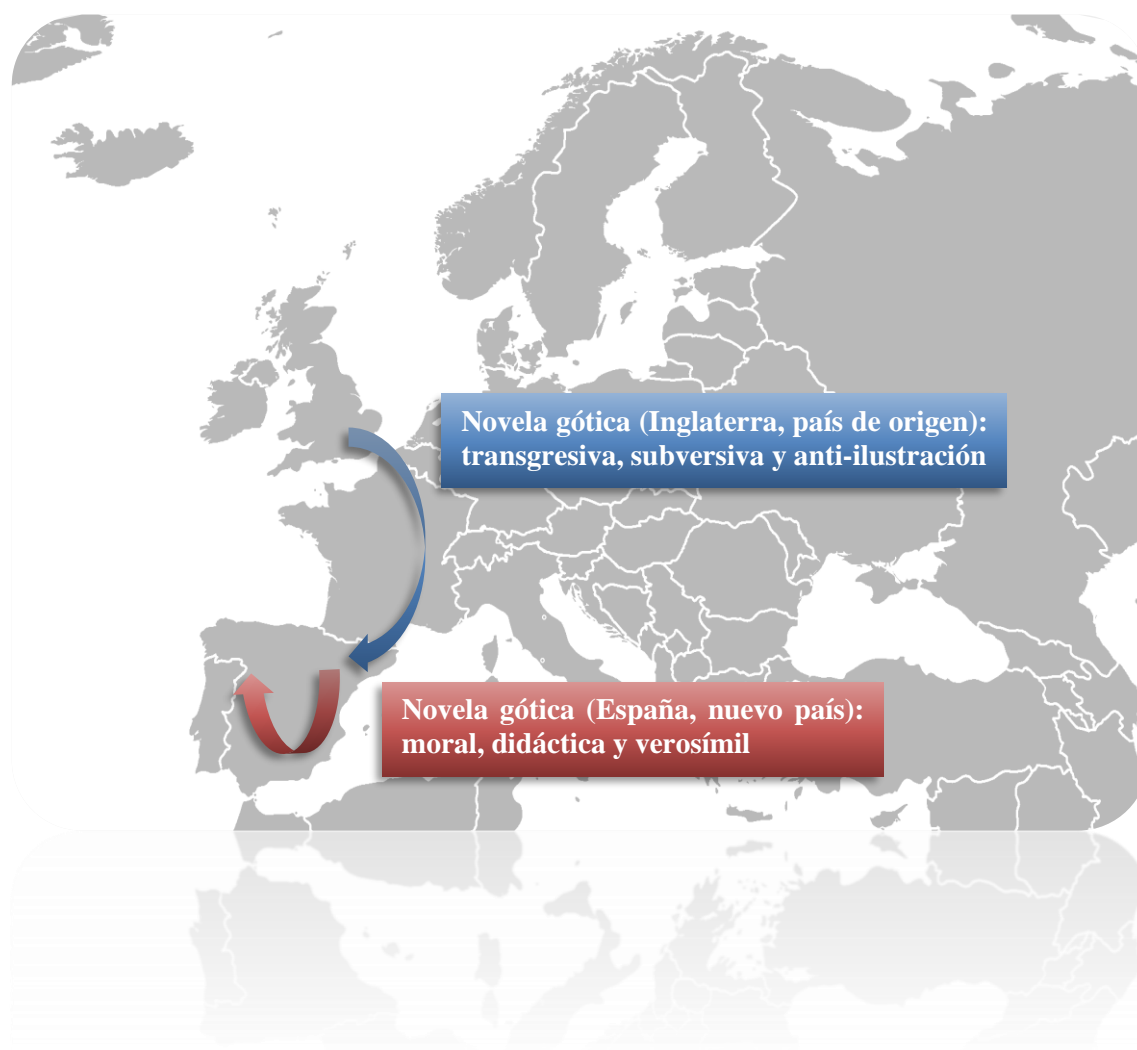 Novela gótica (Inglaterra, país de origen):
transgresiva, subversiva y anti-ilustración
Novela gótica (España, nuevo país):
moral, didáctica y verosímil